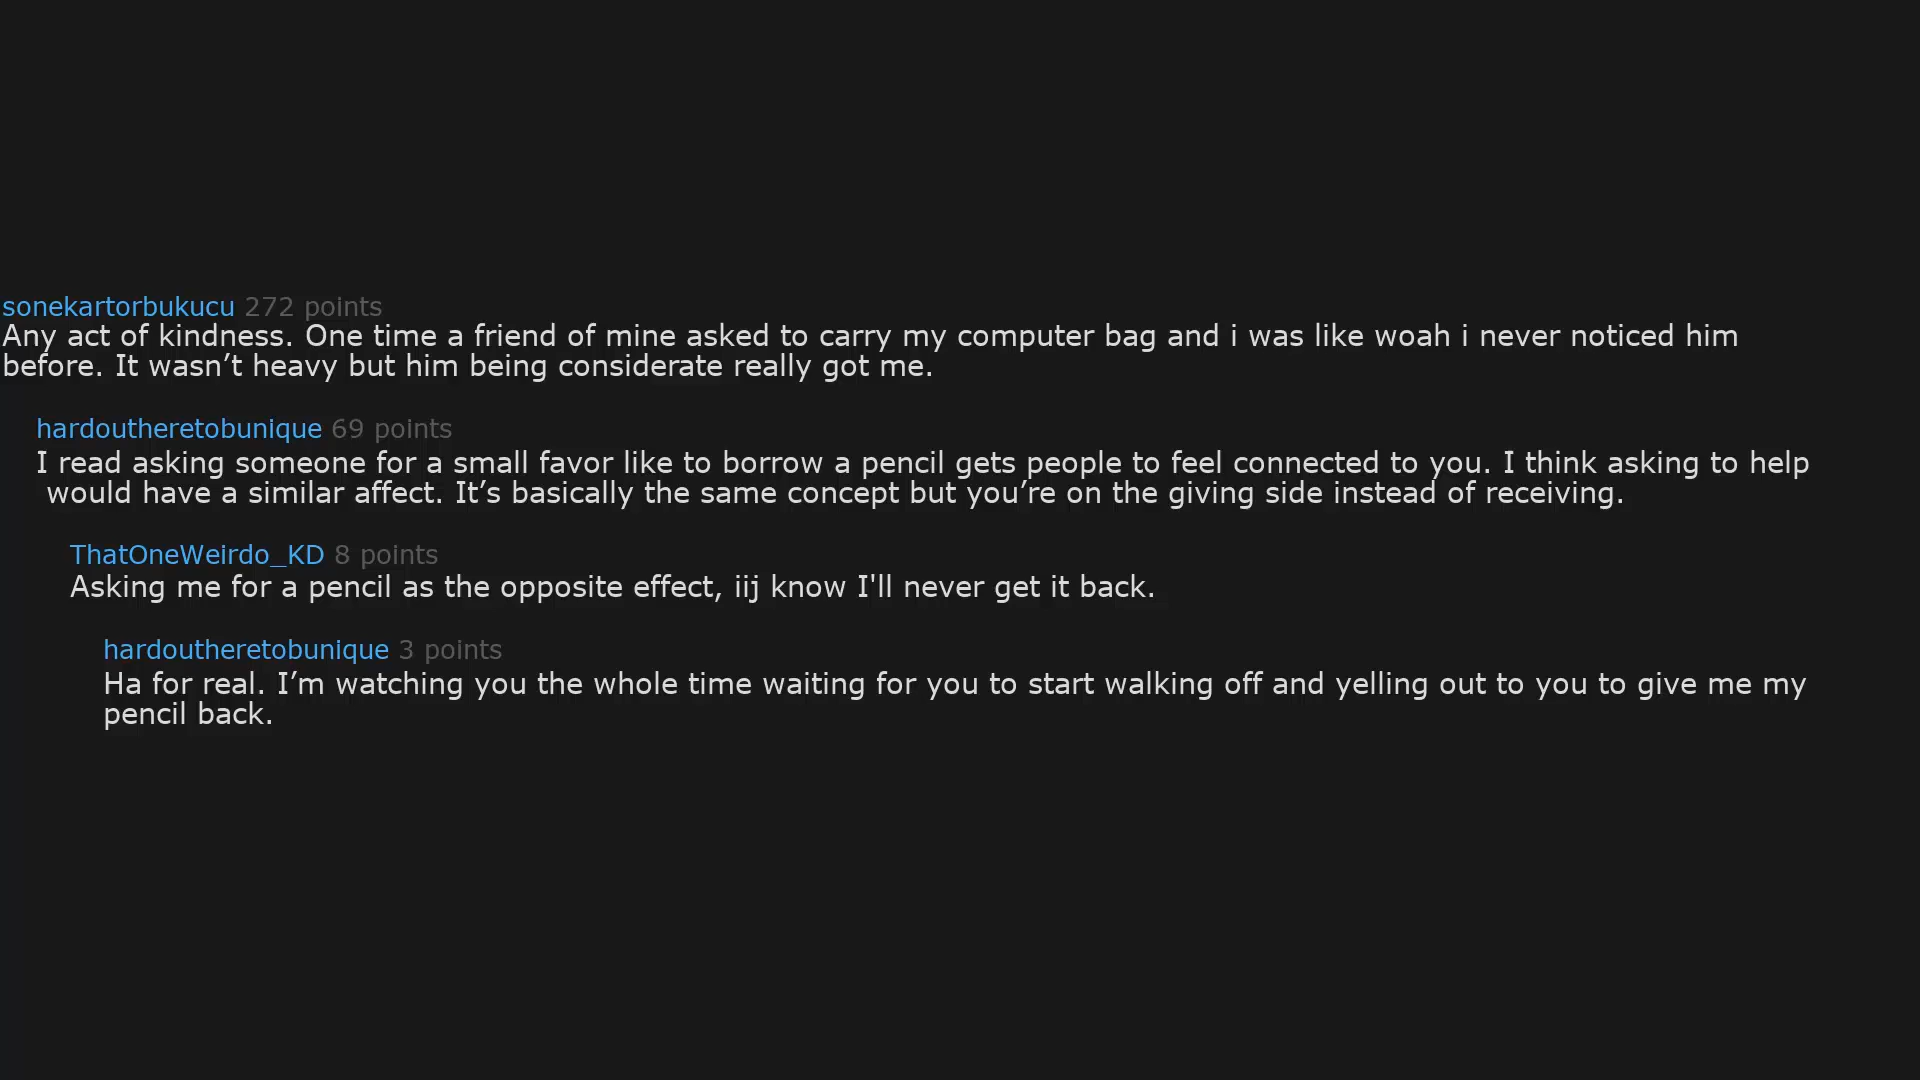 sonekartorbukucu 272 points
Any act of kindness. One time a friend of mine asked to carry my computer bag and i was like woah i never noticed him
before. It wasn’t heavy but him being considerate really got me.
hardoutheretobunique 69 points
I read asking someone for a small favor like to borrow a pencil gets people to feel connected to you. I think asking to help
would have a similar affect. It’s basically the same concept but you’re on the giving side instead of receiving.
ThatOneWeirdo_KD 8 points
Asking me for a pencil as the opposite effect, iij know I'll never get it back.
hardoutheretobunique 3 points
Ha for real. I’m watching you the whole time waiting for you to start walking off and yelling out to you to give me my
pencil back.